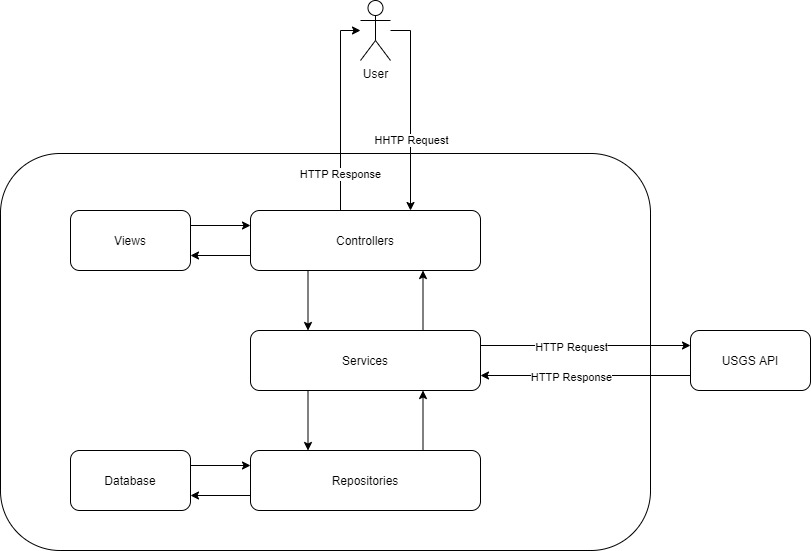 User
HHTP Request
HTTP Response
Views
Controllers
Services
HTTP Request
USGS API
HTTP Response
Database
Repositories